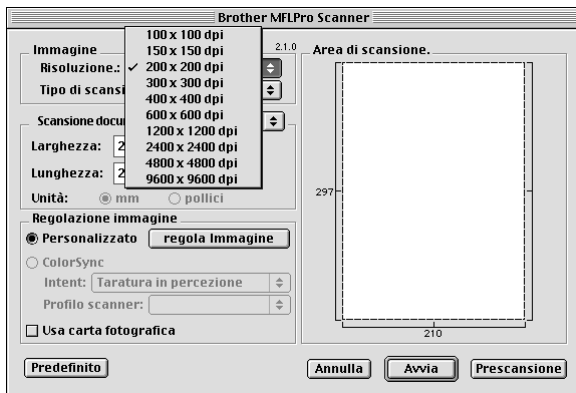 Brother MFLPro Scanner
Immagine
2.1.0
Risoluzione.:
100 x 100 dpi
150 x 150 dpi
✓ 200 x 200 dpi
300 x 300 dpi
400 x 400 dpi
600 x 600 dpi
1200 x 1200 dpi
2400 x 2400 dpi
4800 x 4800 dpi
9600 x 9600 dpi
Tipo di scansi
Scansione docu
Larghezza: 2
Lunghezza: 2
Unità: mm pollici
Regolazione immagine
Personalizzato regola Immagine
ColorSync
Intent: Taratura in percezione
Profilo scanner:
Usa carta fotografica
Area di scansione.
297
210
Predefinito Annulla Avvia Prescansione